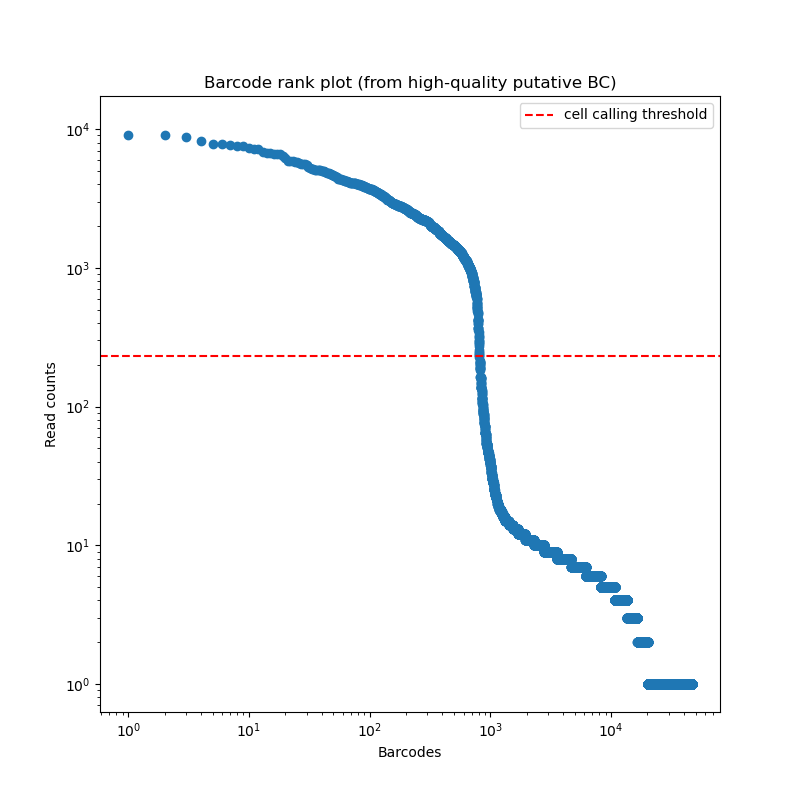 Barcode rank plot (from high-quality putative BC)
cell calling threshold
10⁴
10³
10²
10¹
10⁰
Read counts
10⁰ 10¹ 10² 10³ 10⁴
Barcodes